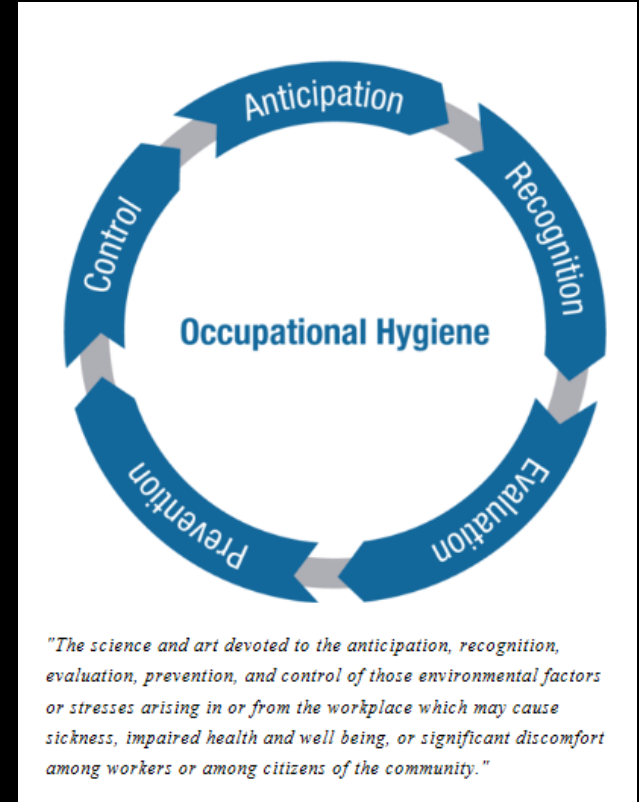 Anticipation
Recognition
Evaluation
Prevention
Control
Occupational Hygiene
"The science and art devoted to the anticipation, recognition,
evaluation, prevention, and control of those environmental factors
or stresses arising in or from the workplace which may cause
sickness, impaired health and well being, or significant discomfort
among workers or among citizens of the community."